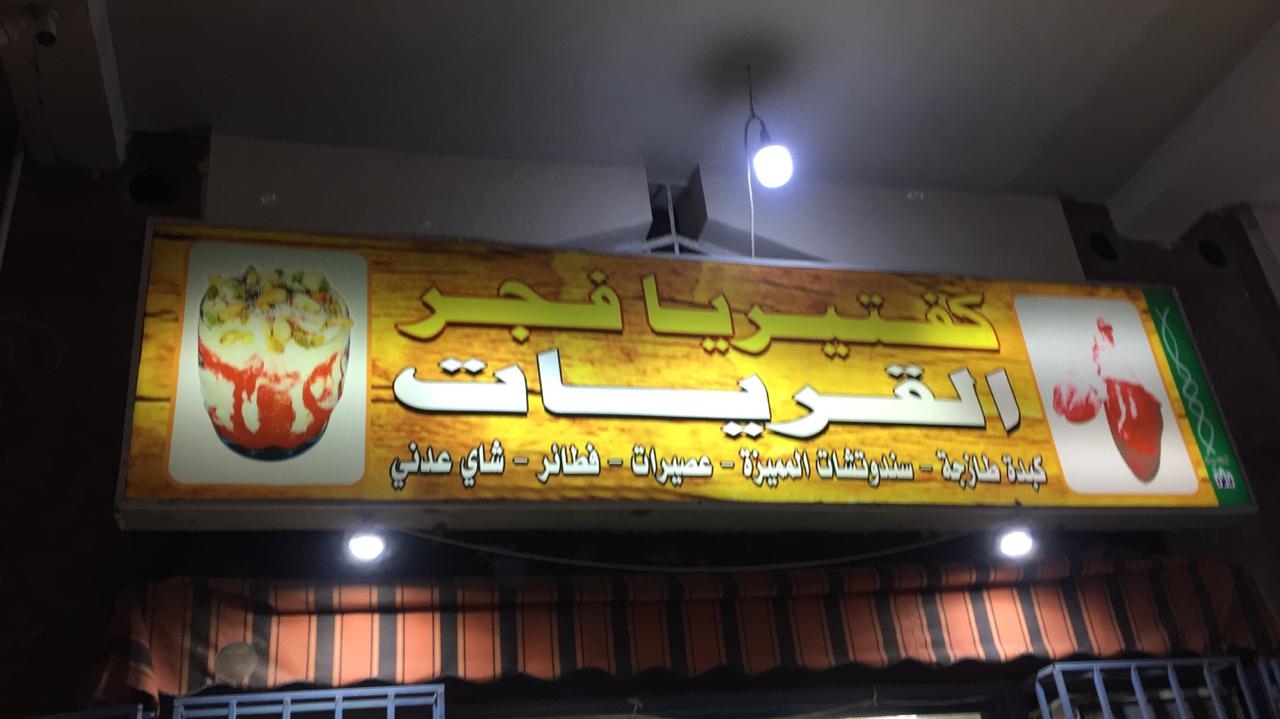 كفتيريا فجر
القريات
كبدة طازجة - سندوتشات المميزة - عصيرات - فطائر - شاي عدني